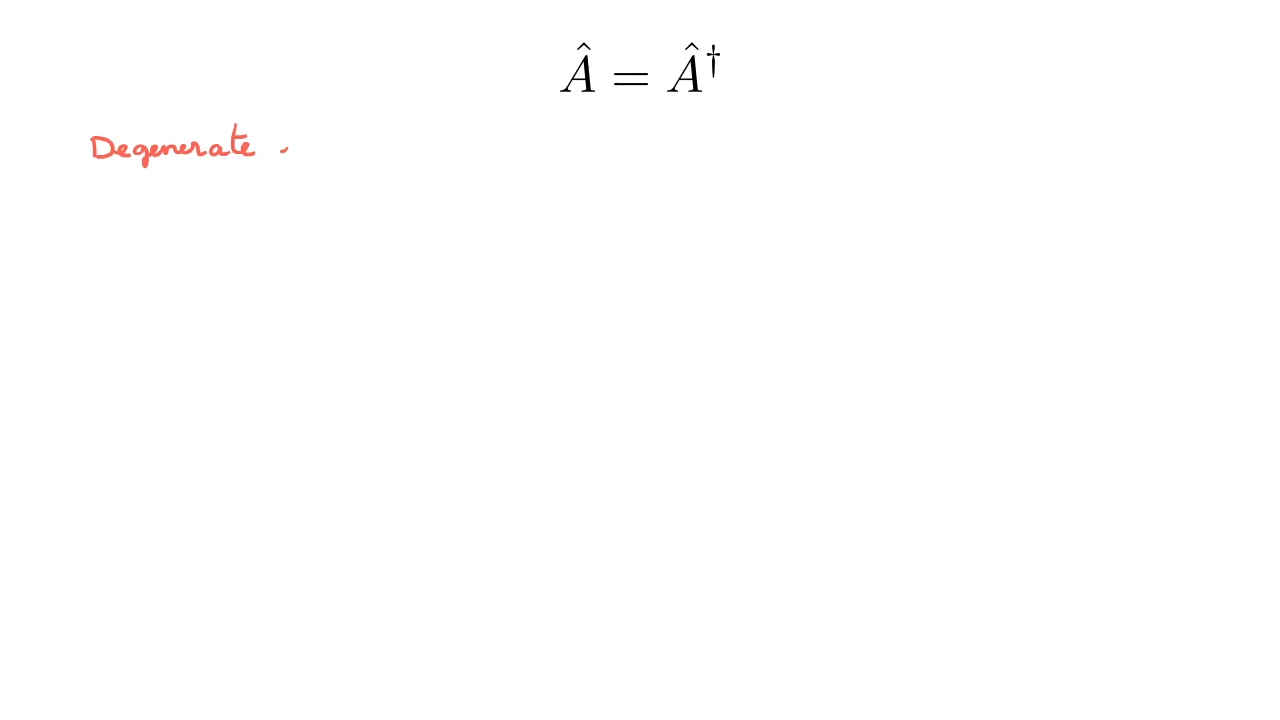 Â = Â†
Degenerate